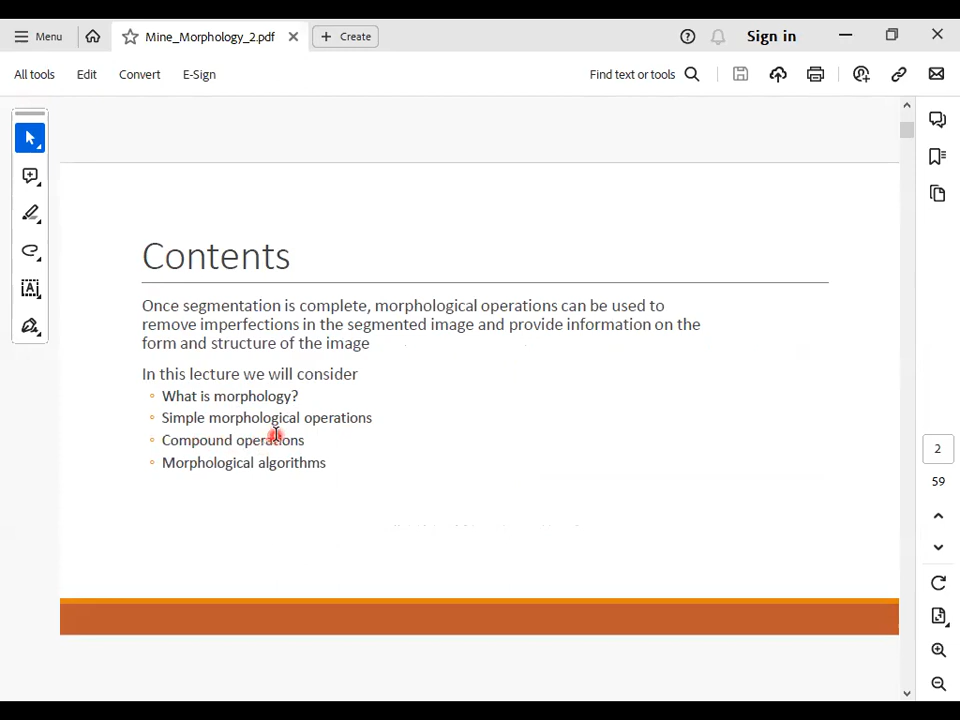 Menu
Mine_Morphology_2.pdf
Create
Sign in
All tools
Edit
Convert
E-Sign
Find text or tools
Contents
Once segmentation is complete, morphological operations can be used to
remove imperfections in the segmented image and provide information on the
form and structure of the image
In this lecture we will consider
◦ What is morphology?
◦ Simple morphological operations
◦ Compound operations
◦ Morphological algorithms
2
59